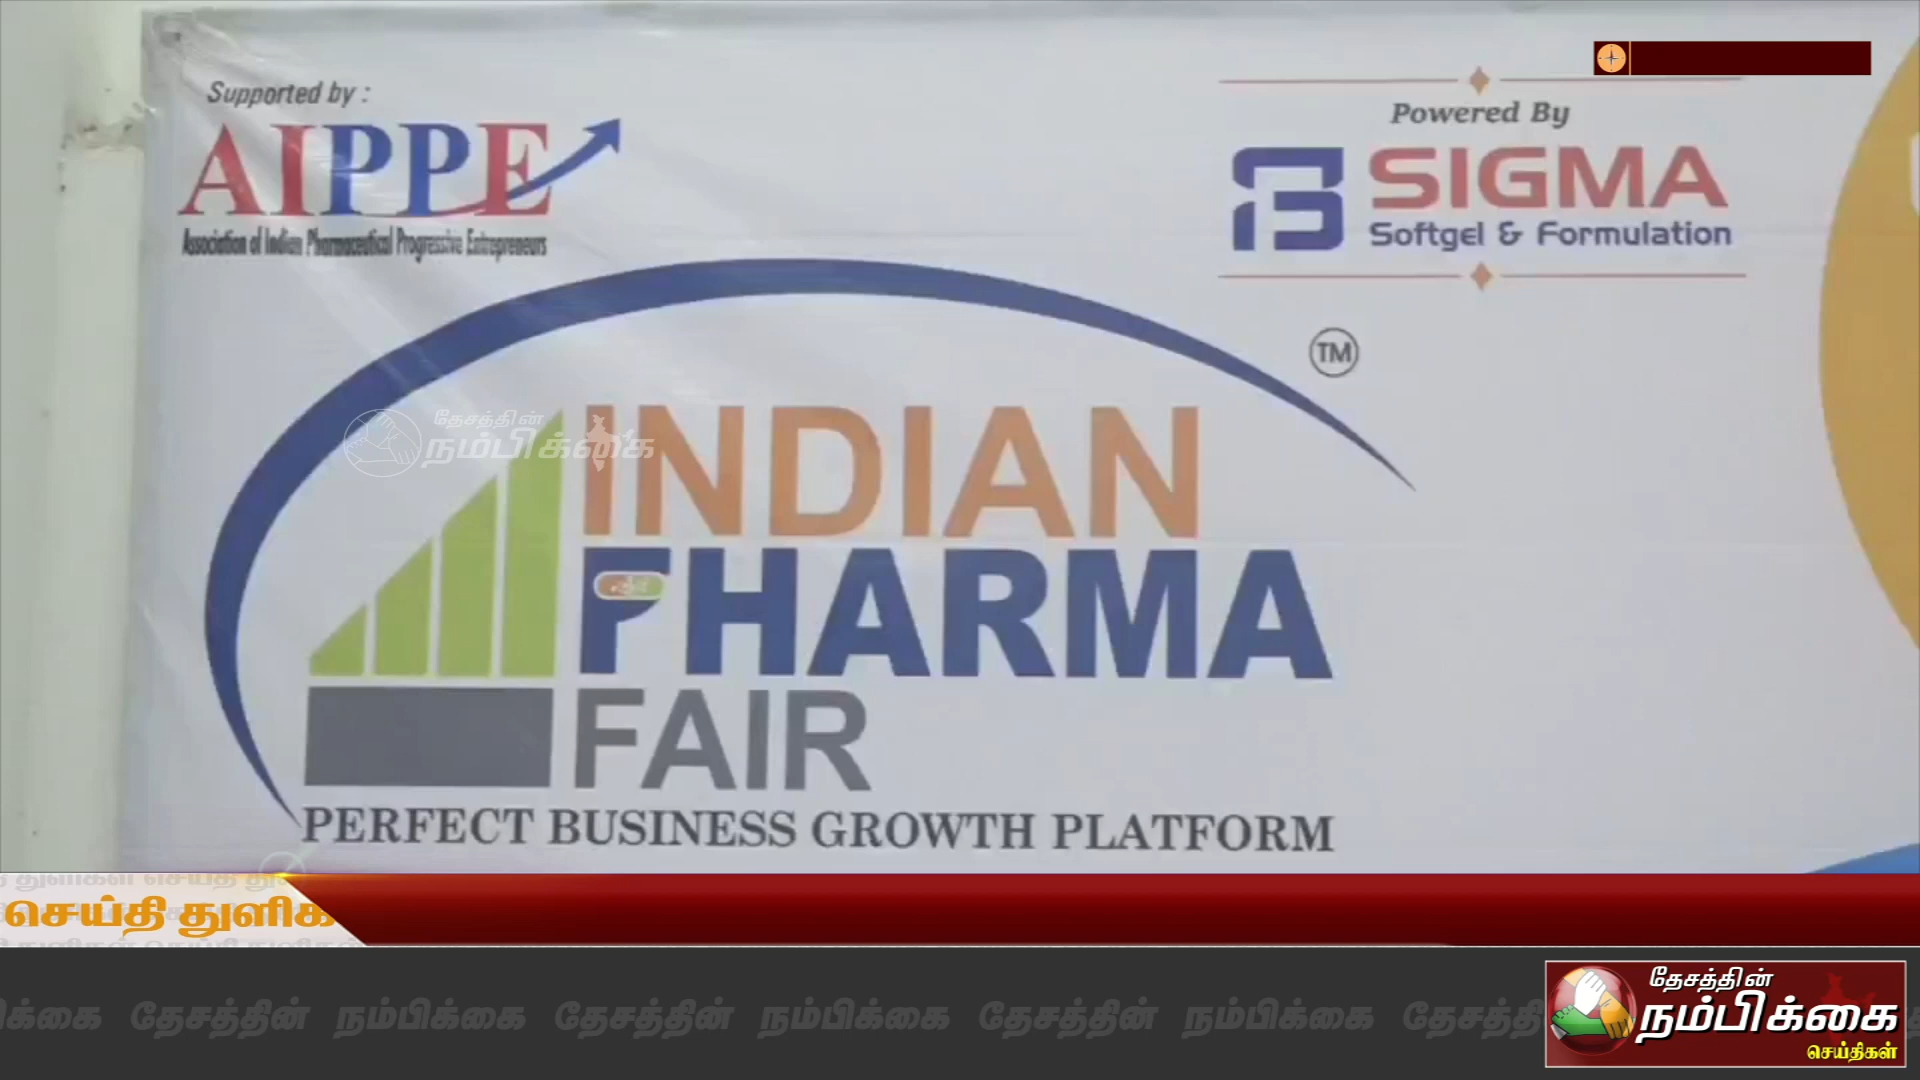 Supported by :
AIPPE
Association of Indian Pharmaceutical Progressive Entrepreneurs
Powered By
SIGMA
Softgel & Formulation
TM
தேசத்தின்
நம்பிக்கை
INDIAN
PHARMA
FAIR
PERFECT BUSINESS GROWTH PLATFORM
செய்தி துளிக
தேசத்தின் நம்பிக்கை தேசத்தின் நம்பிக்கை தேசத்தின் நம்பிக்கை
தேசத்தின்
நம்பிக்கை
செய்திகள்